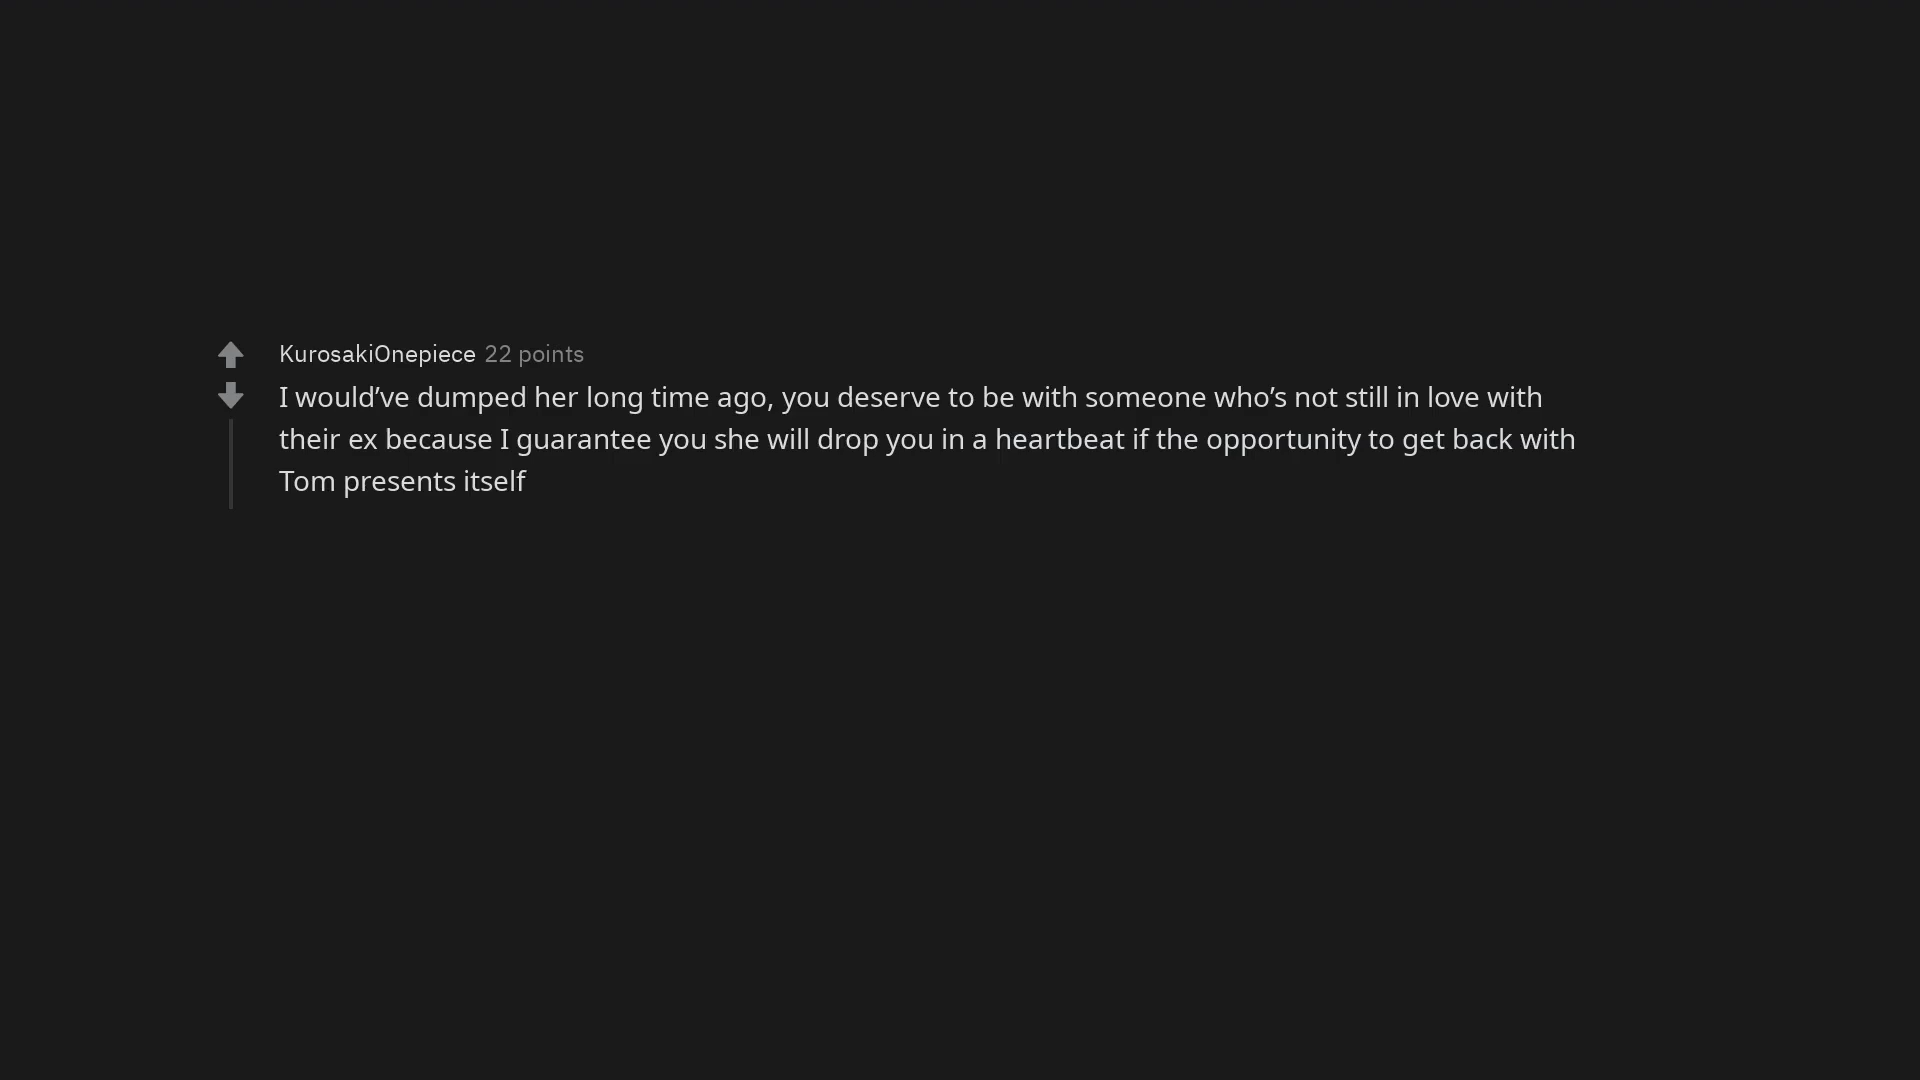 KurosakiOnepiece 22 points
I would’ve dumped her long time ago, you deserve to be with someone who’s not still in love with
their ex because I guarantee you she will drop you in a heartbeat if the opportunity to get back with
Tom presents itself